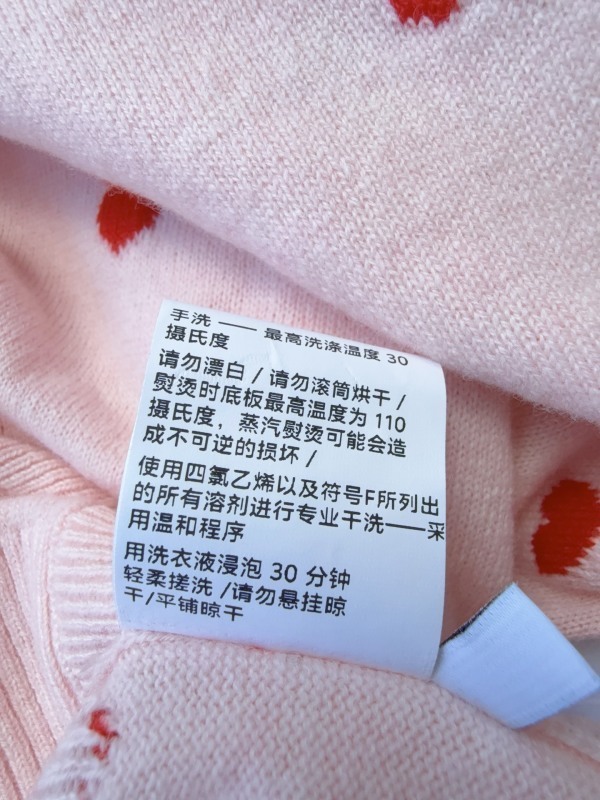 手洗 —— 最高洗涤温度 30
摄氏度
请勿漂白 / 请勿滚筒烘干 /
熨烫时底板最高温度为 110
摄氏度，蒸汽熨烫可能会造
成不可逆的损坏 /
使用四氯乙烯以及符号F所列出
的所有溶剂进行专业干洗——采
用温和程序
用洗衣液浸泡 30 分钟
轻柔搓洗 /请勿悬挂晾
干/平铺晾干